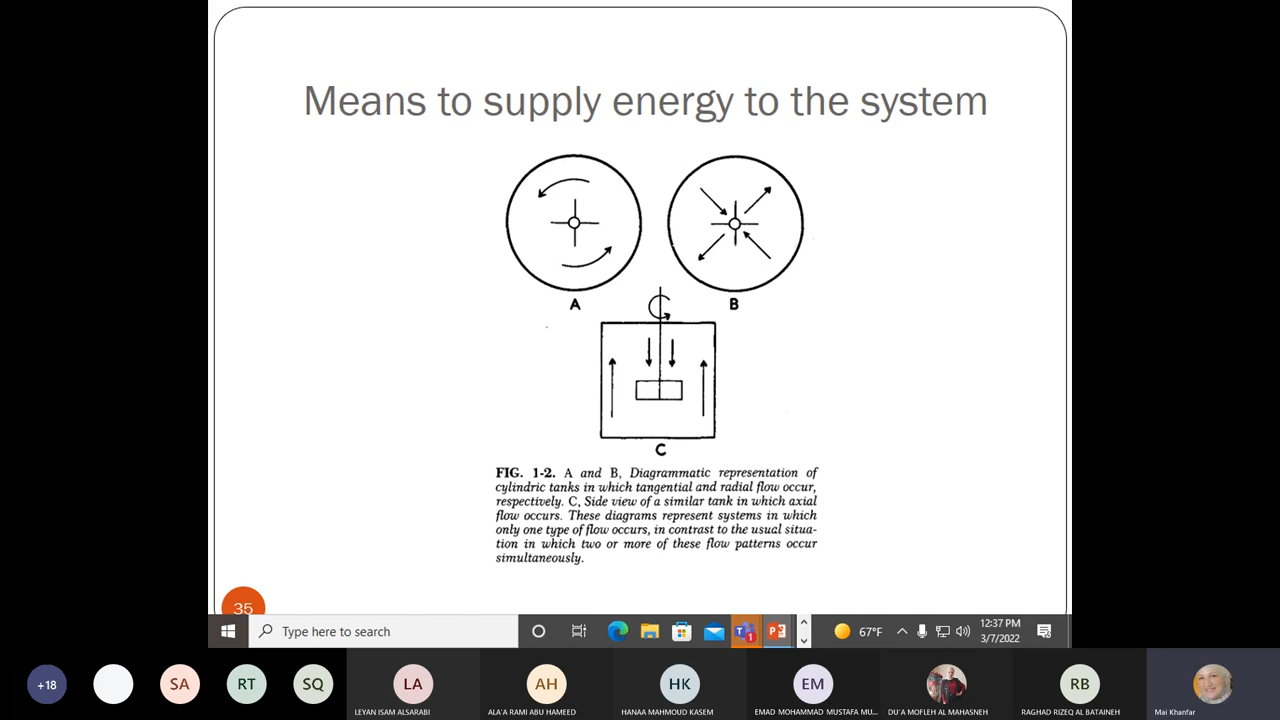 Means to supply energy to the system
A
B
C
FIG. 1-2. A and B, Diagrammatic representation of
cylindric tanks in which tangential and radial flow occur,
respectively. C, Side view of a similar tank in which axial
flow occurs. These diagrams represent systems in which
only one type of flow occurs, in contrast to the usual situa-
tion in which two or more of these flow patterns occur
simultaneously.
35
Type here to search
1
67°F
12:37 PM
3/7/2022
+18
SA
RT
SQ
LA
LEYAN ISAM ALSARABI
AH
ALA'A RAMI ABU HAMEED
HK
HANAA MAHMOUD KASEM
EM
EMAD MOHAMMAD MUSTAFA MU...
DU'A MOFLEH AL MAHASNEH
RB
RAGHAD RIZEQ AL BATAINEH
Mai Khanfar